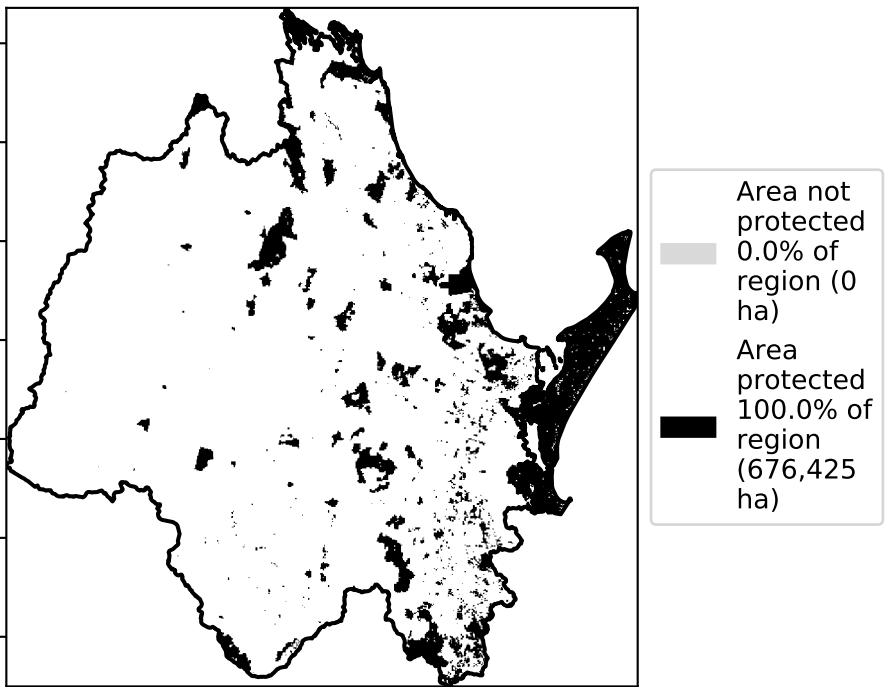 Area not
protected
0.0% of
region (0
ha)
Area
protected
100.0% of
region
(676,425
ha)